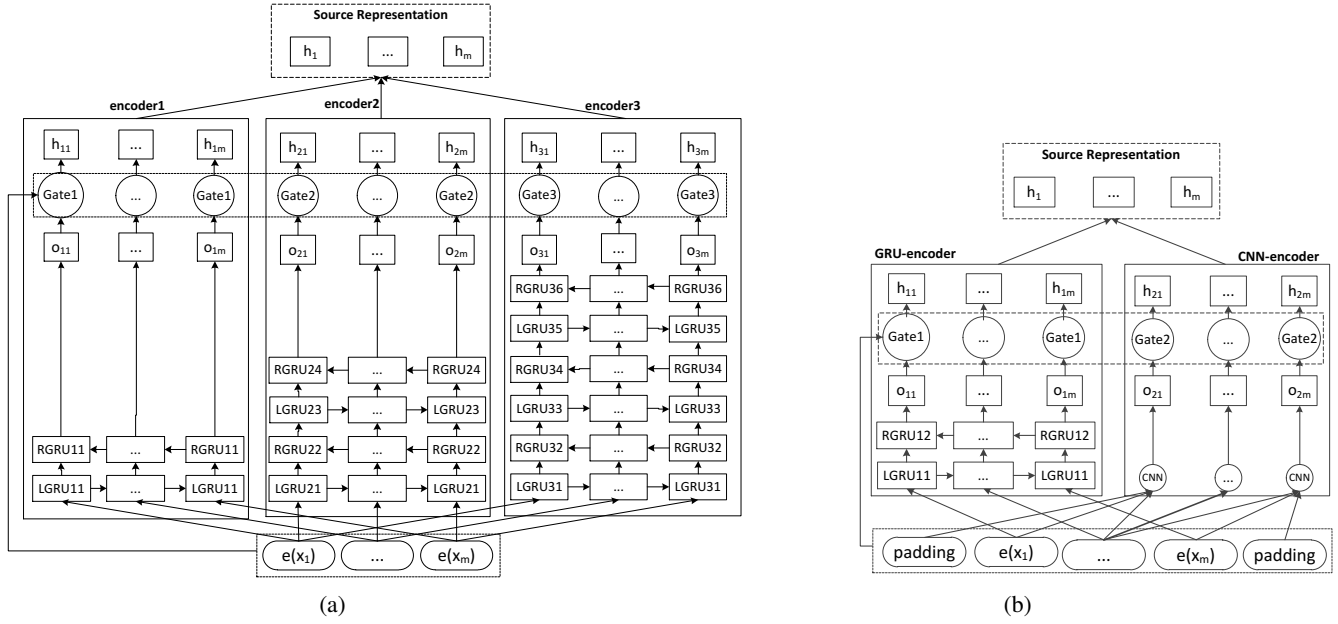 Source Representation
h1 ... hm
encoder1 encoder2 encoder3
h11 ... h1m h21 ... h2m h31 ... h3m
Gate1 ... Gate1 Gate2 ... Gate2 Gate3 ... Gate3
o11 ... o1m o21 ... o2m o31 ... o3m
RGRU36 ... RGRU36
LGRU35 ... LGRU35
RGRU24 ... RGRU24 RGRU34 ... RGRU34
LGRU23 ... LGRU23 LGRU33 ... LGRU33
RGRU11 ... RGRU11 RGRU22 ... RGRU22 RGRU32 ... RGRU32
LGRU11 ... LGRU11 LGRU21 ... LGRU21 LGRU31 ... LGRU31
e(x1) ... e(xm)
(a)
Source Representation
h1 ... hm
GRU-encoder CNN-encoder
h11 ... h1m h21 ... h2m
Gate1 ... Gate1 Gate2 ... Gate2
o11 ... o1m o21 ... o2m
RGRU12 ... RGRU12
LGRU11 ... LGRU11 CNN ... CNN
padding e(x1) ... e(xm) padding
(b)